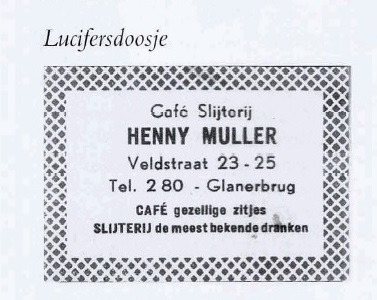 Lucifersdoosje
Café Slijterij
HENNY MULLER
Veldstraat 23-25
Tel. 280 - Glanerbrug
CAFÉ gezellige zitjes
SLIJTERIJ de meest bekende dranken